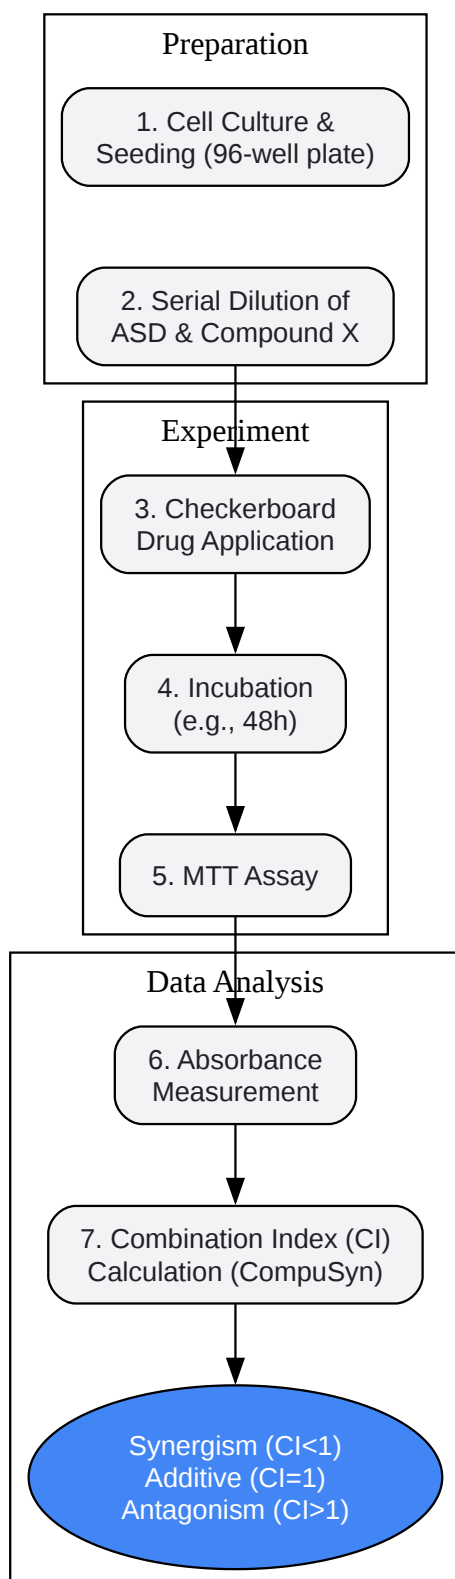 Preparation
1. Cell Culture &
Seeding (96-well plate)
2. Serial Dilution of
ASD & Compound X
Experiment
3. Checkerboard
Drug Application
4. Incubation
(e.g., 48h)
5. MTT Assay
Data Analysis
6. Absorbance
Measurement
7. Combination Index (CI)
Calculation (CompuSyn)
Synergism (CI<1)
Additive (CI=1)
Antagonism (CI>1)